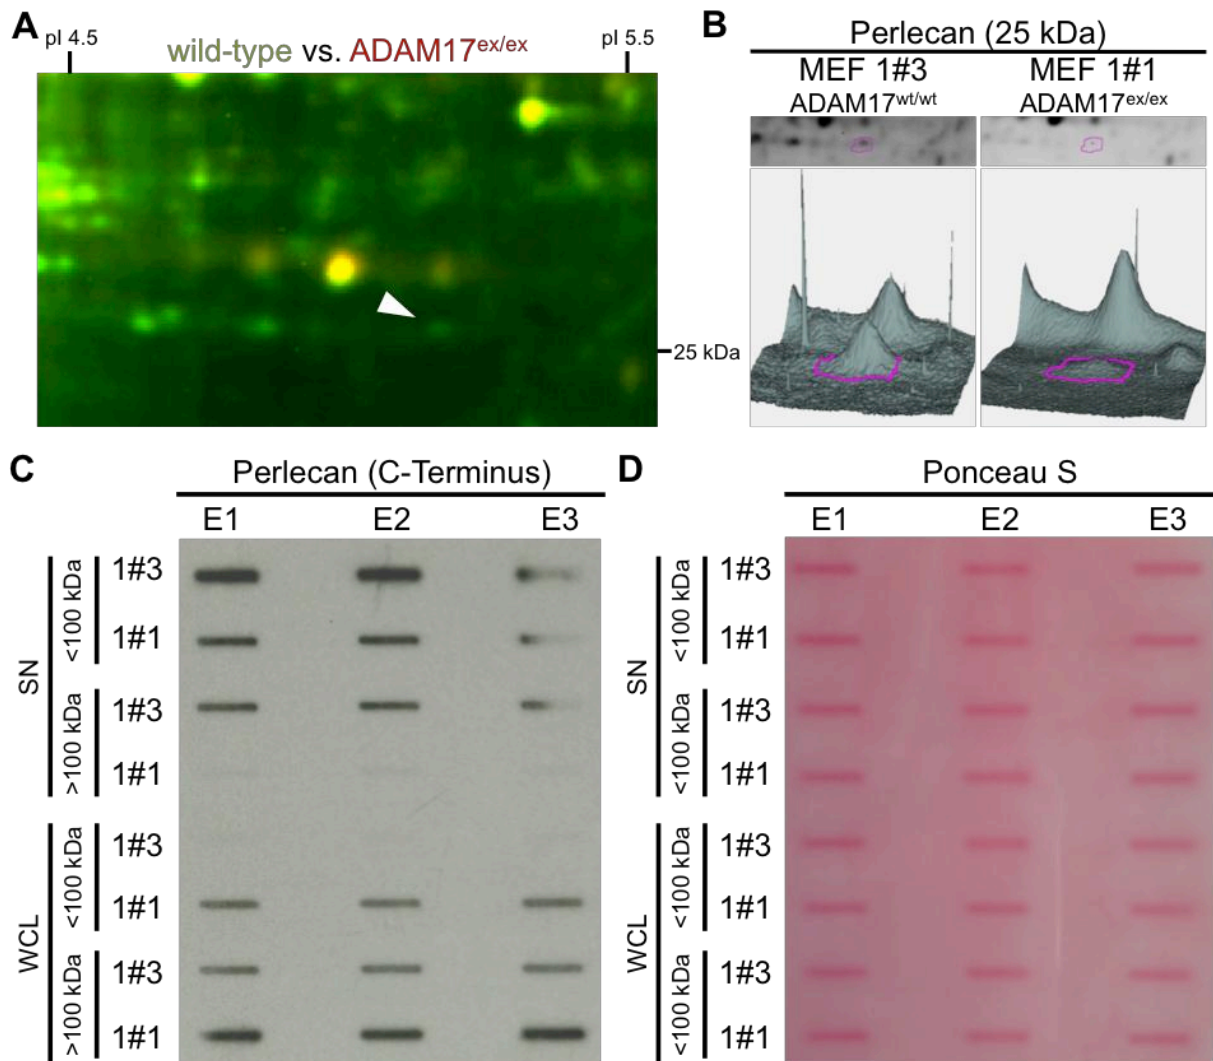 A
pI 4.5
pI 5.5
wild-type vs. ADAM17ex/ex
25 kDa
B
Perlecan (25 kDa)
MEF 1#3
MEF 1#1
ADAM17wt/wt
ADAM17ex/ex
C
Perlecan (C-Terminus)
E1
E2
E3
SN
<100 kDa
1#3
1#1
>100 kDa
1#3
1#1
WCL
<100 kDa
1#3
1#1
>100 kDa
1#3
1#1
D
Ponceau S
E1
E2
E3
SN
<100 kDa
1#3
1#1
<100 kDa
1#3
1#1
WCL
<100 kDa
1#3
1#1
<100 kDa
1#3
1#1